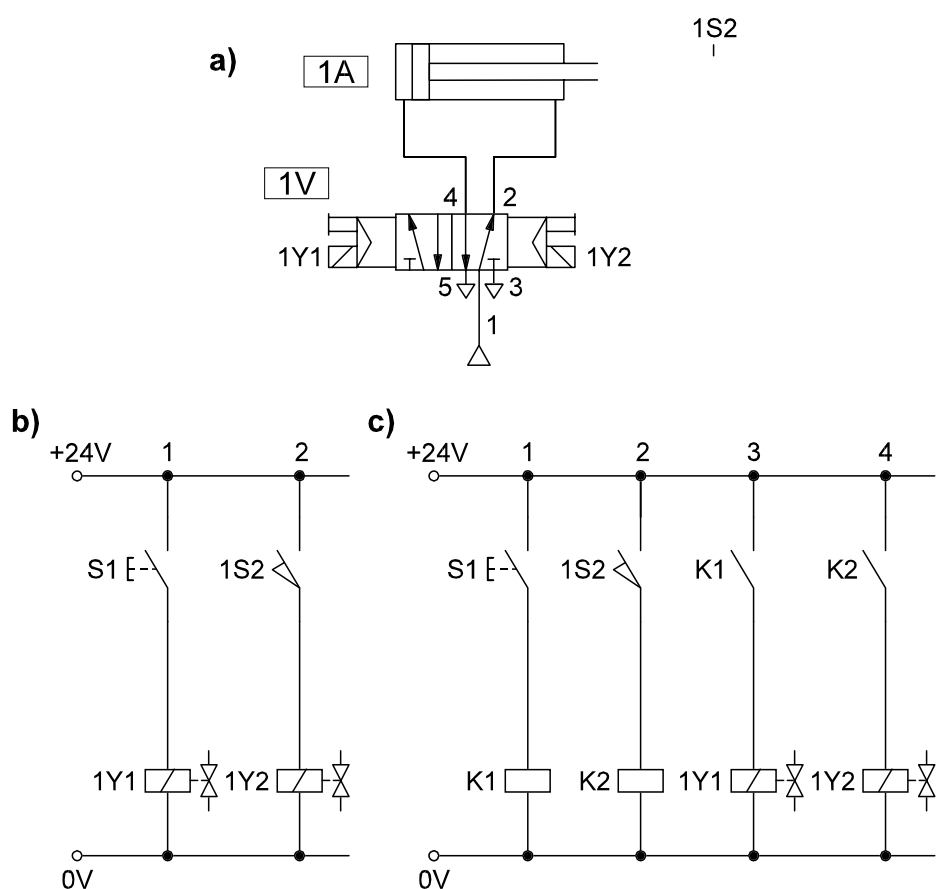 1S2
a)
1A
1V
4 2
1Y1 1Y2
5 3
1
b)
+24V 1 2
S1 1S2
1Y1 1Y2
0V
c)
+24V 1 2 3 4
S1 1S2 K1 K2
K1 K2 1Y1 1Y2
0V